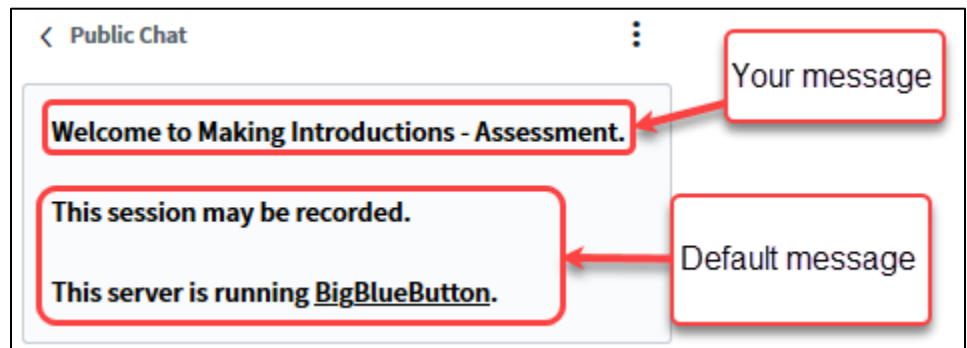 Public Chat
Your message
Welcome to Making Introductions - Assessment.
This session may be recorded.
Default message
This server is running BigBlueButton.